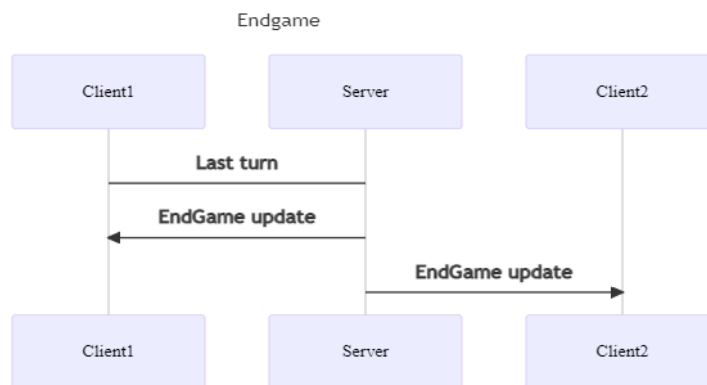 Endgame
Client1
Server
Client2
Last turn
EndGame update
EndGame update
Client1
Server
Client2